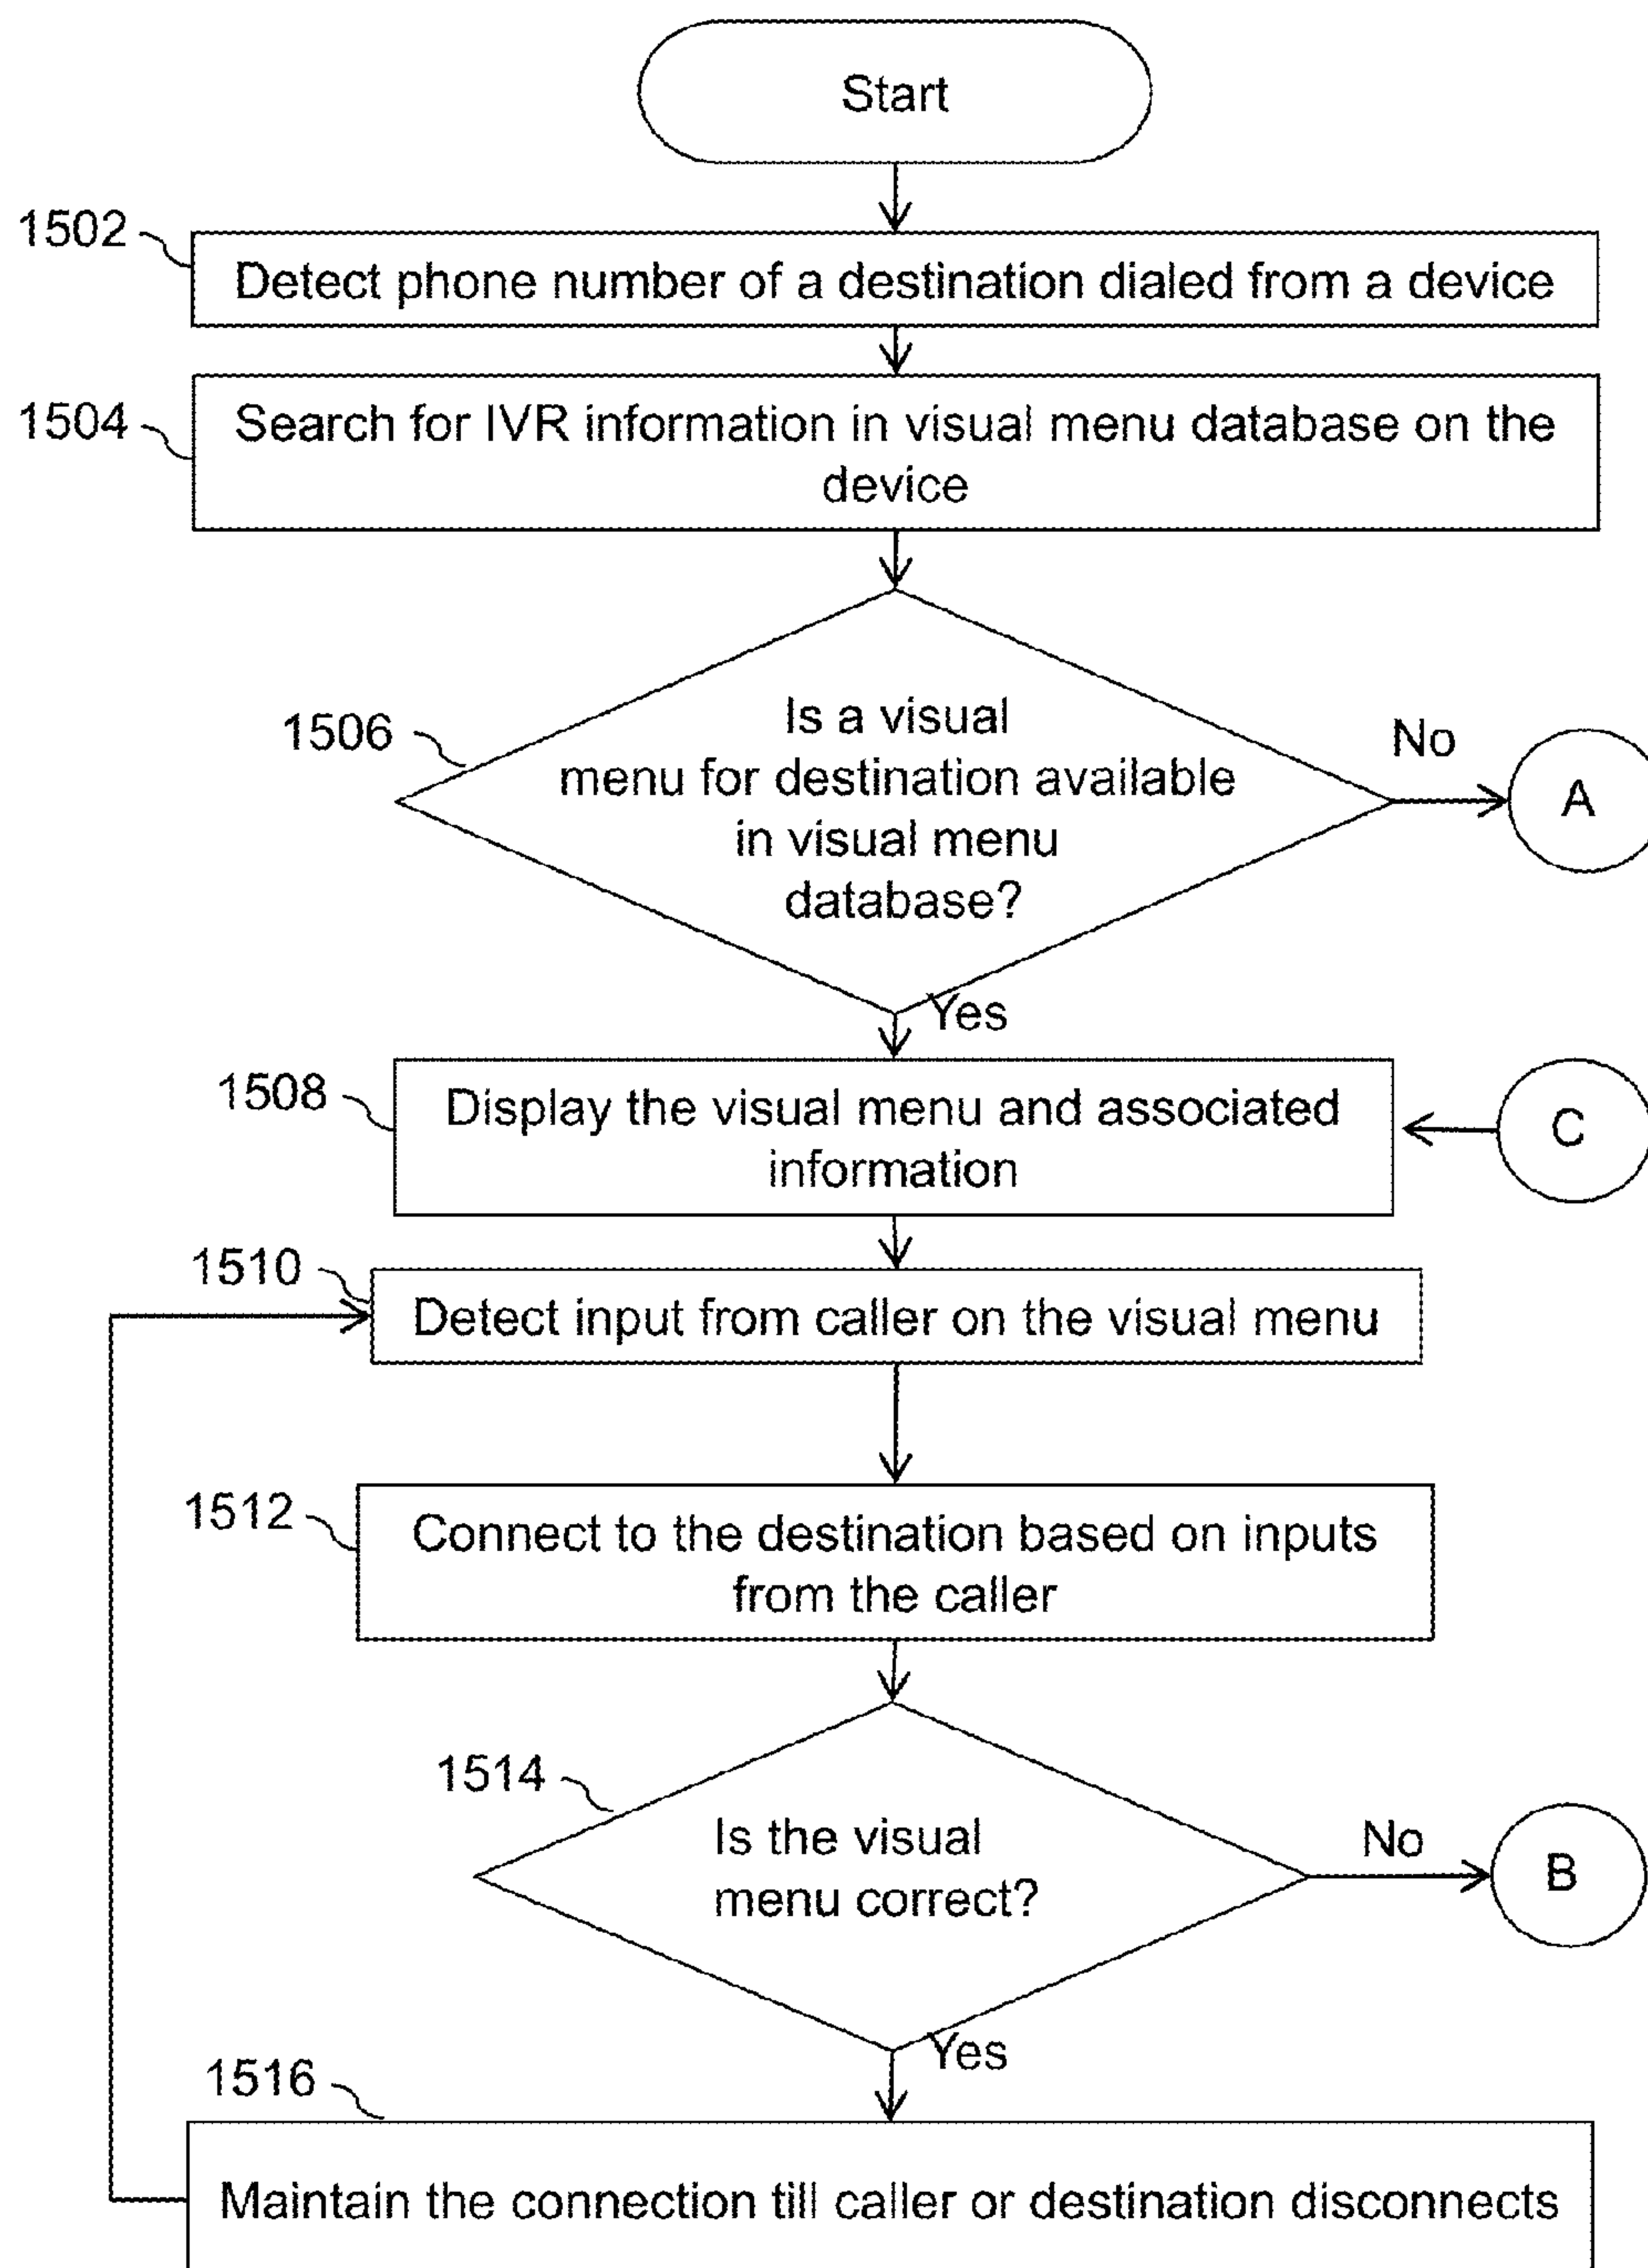 Start
1502
Detect phone number of a destination dialed from a device
1504
Search for IVR information in visual menu database on the
device
1506
Is a visual
menu for destination available
in visual menu
database?
No
A
Yes
1508
Display the visual menu and associated
information
C
1510
Detect input from caller on the visual menu
1512
Connect to the destination based on inputs
from the caller
1514
Is the visual
menu correct?
No
B
Yes
1516
Maintain the connection till caller or destination disconnects